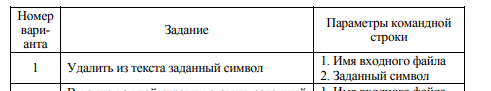 Номер
вари-
анта
Задание
Параметры командной
строки
1
Удалить из текста заданный символ
1. Имя входного файла
2. Заданный символ